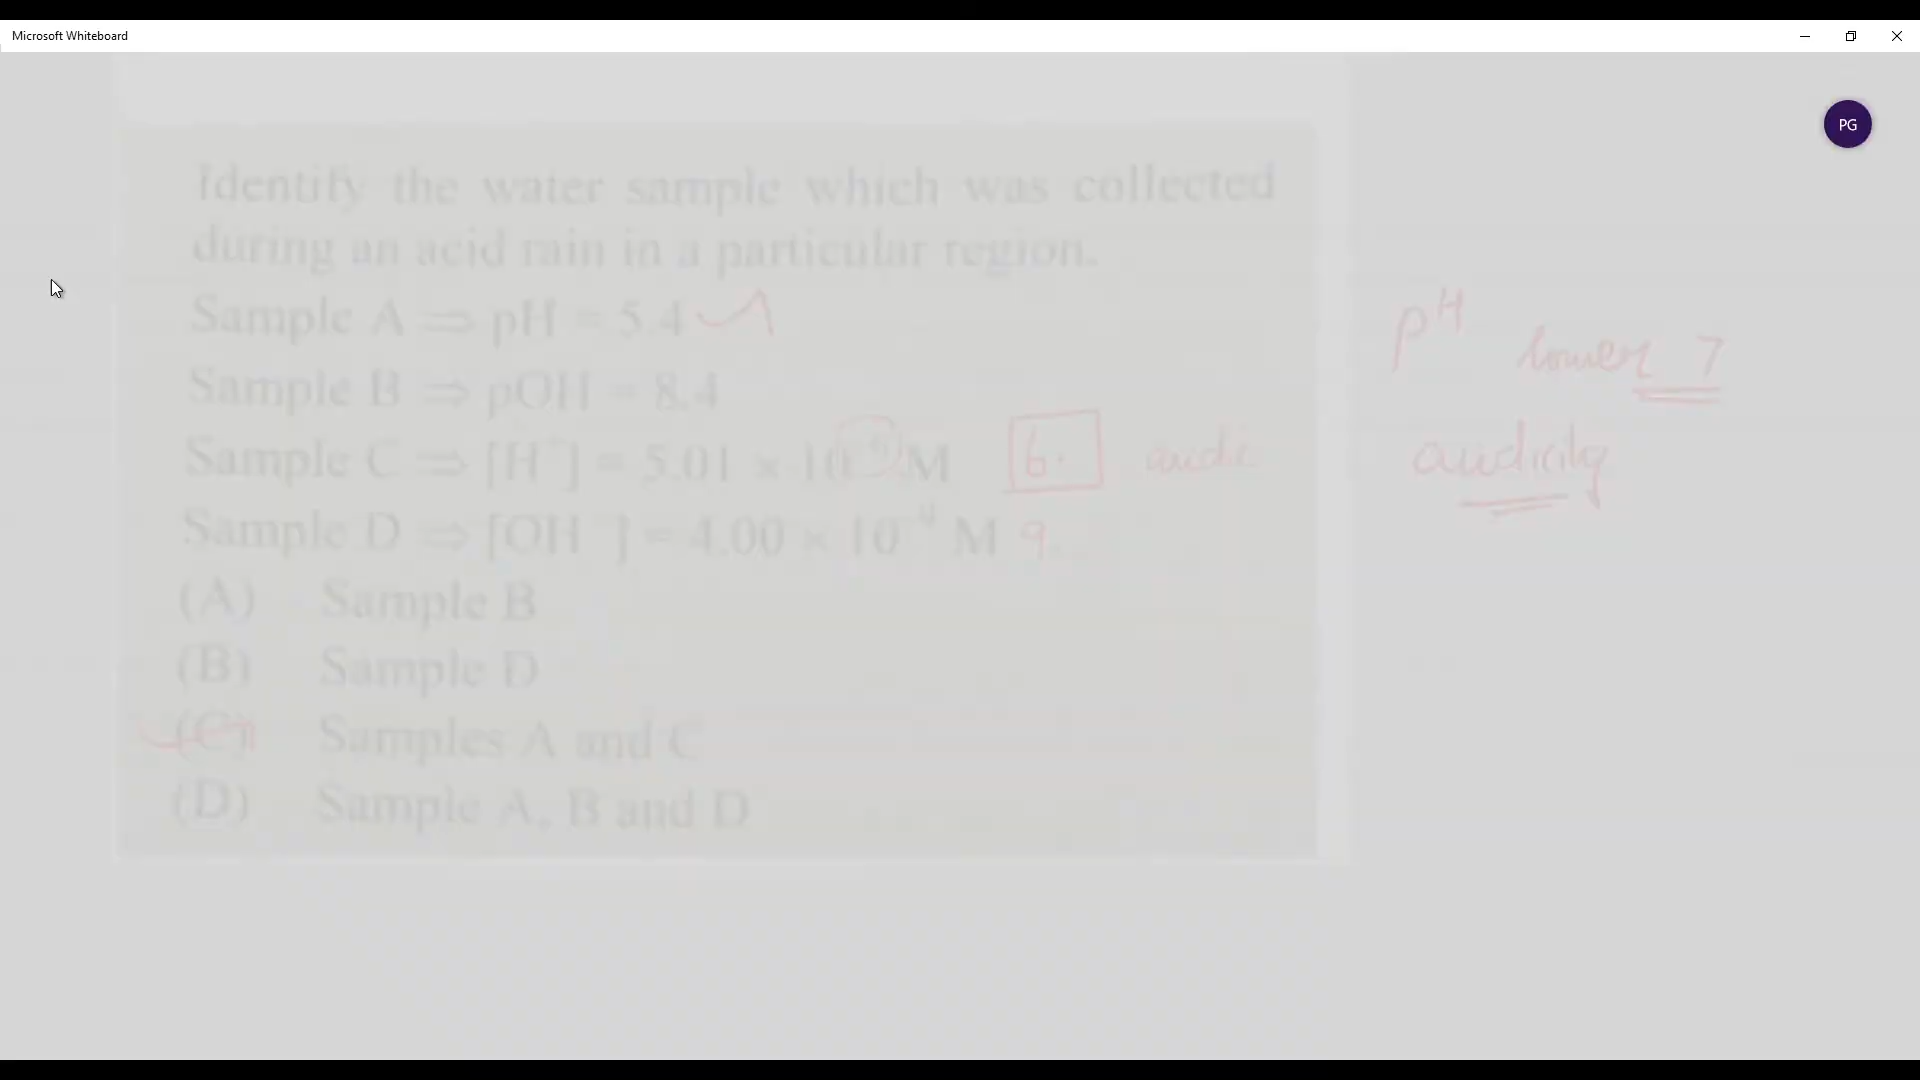 Microsoft Whiteboard
PG
Identify the water sample which was collected
during an acid rain in a particular region.
Sample A ⇒ pH = 5.4
Sample B ⇒ pOH = 8.4
Sample C ⇒ [H⁺] = 5.01 × 10 M
6.
Sample D ⇒ [OH⁻] = 4.00 × 10 M
9.
(A) Sample B
(B) Sample D
(C) Samples A and C
(D) Sample A, B and D
pH
lower 7